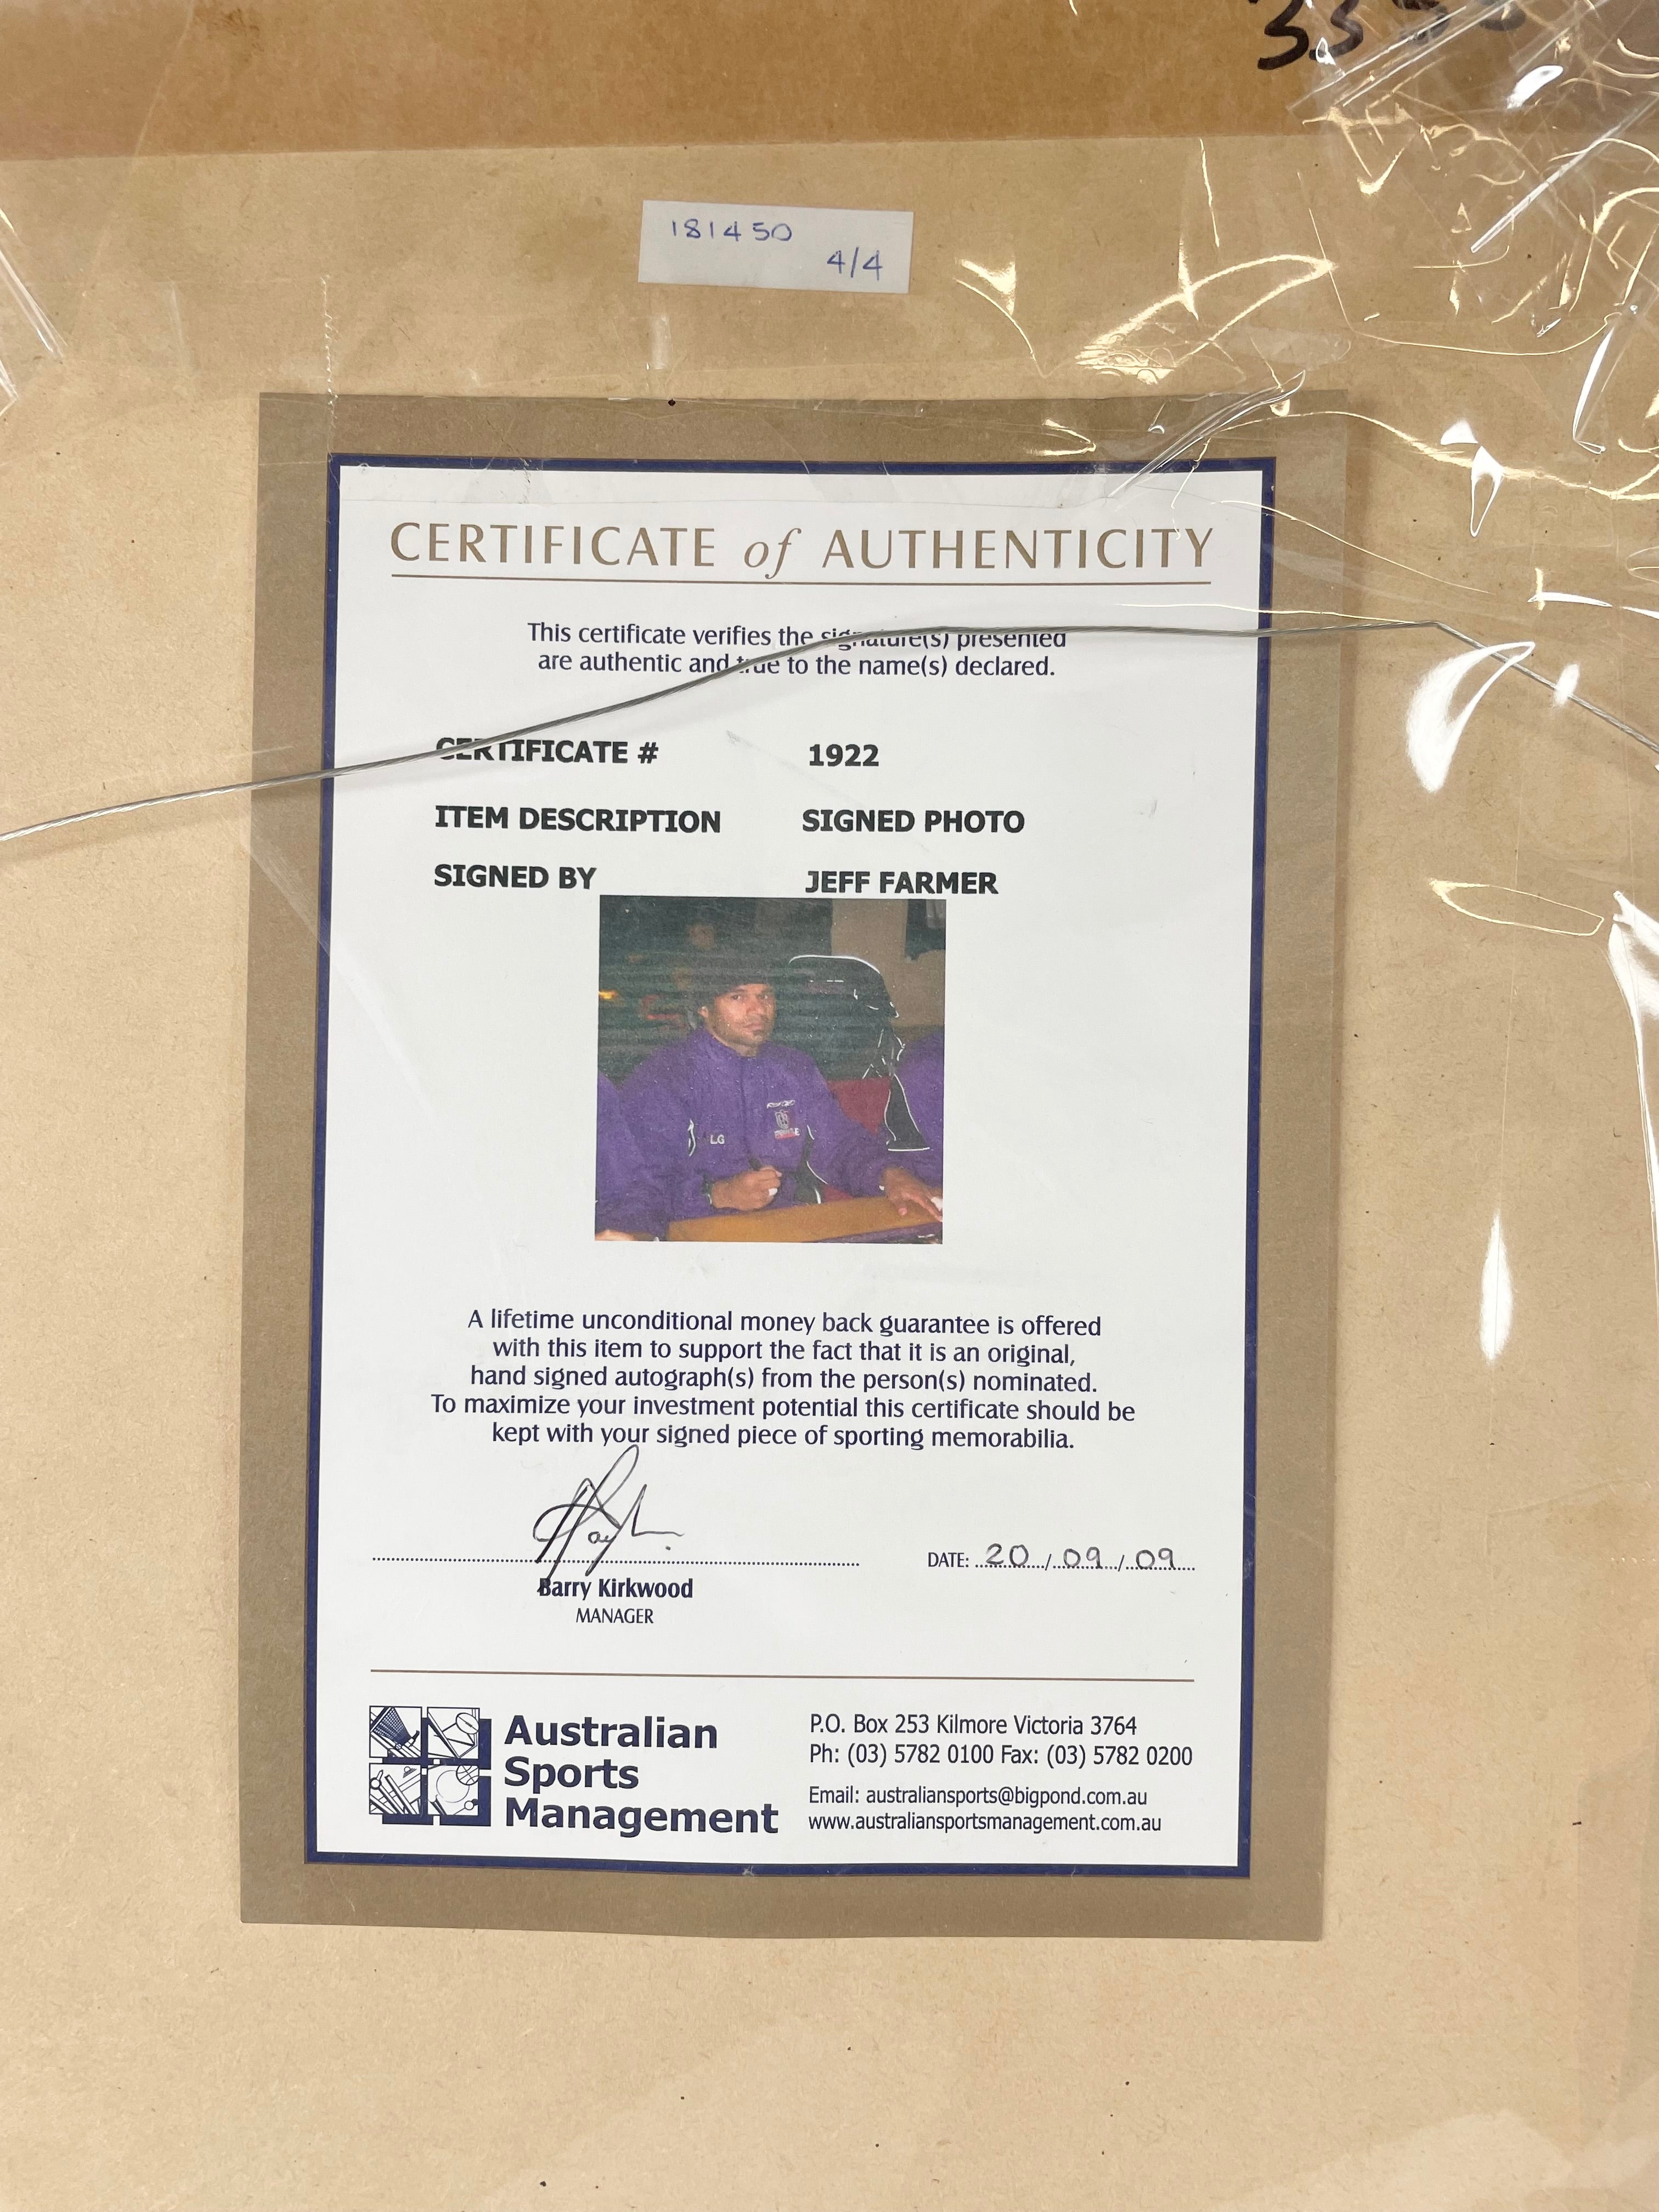 181450
4/4
CERTIFICATE of AUTHENTICITY
This certificate verifies the signature(s) presented
are authentic and true to the name(s) declared.
CERTIFICATE # 1922
ITEM DESCRIPTION SIGNED PHOTO
SIGNED BY JEFF FARMER
LG
A lifetime unconditional money back guarantee is offered
with this item to support the fact that it is an original,
hand signed autograph(s) from the person(s) nominated.
To maximize your investment potential this certificate should be
kept with your signed piece of sporting memorabilia.
DATE: 20/09/09
Barry Kirkwood
MANAGER
Australian
Sports
Management
P.O. Box 253 Kilmore Victoria 3764
Ph: (03) 5782 0100 Fax: (03) 5782 0200
Email: australiansports@bigpond.com.au
www.australiansportsmanagement.com.au